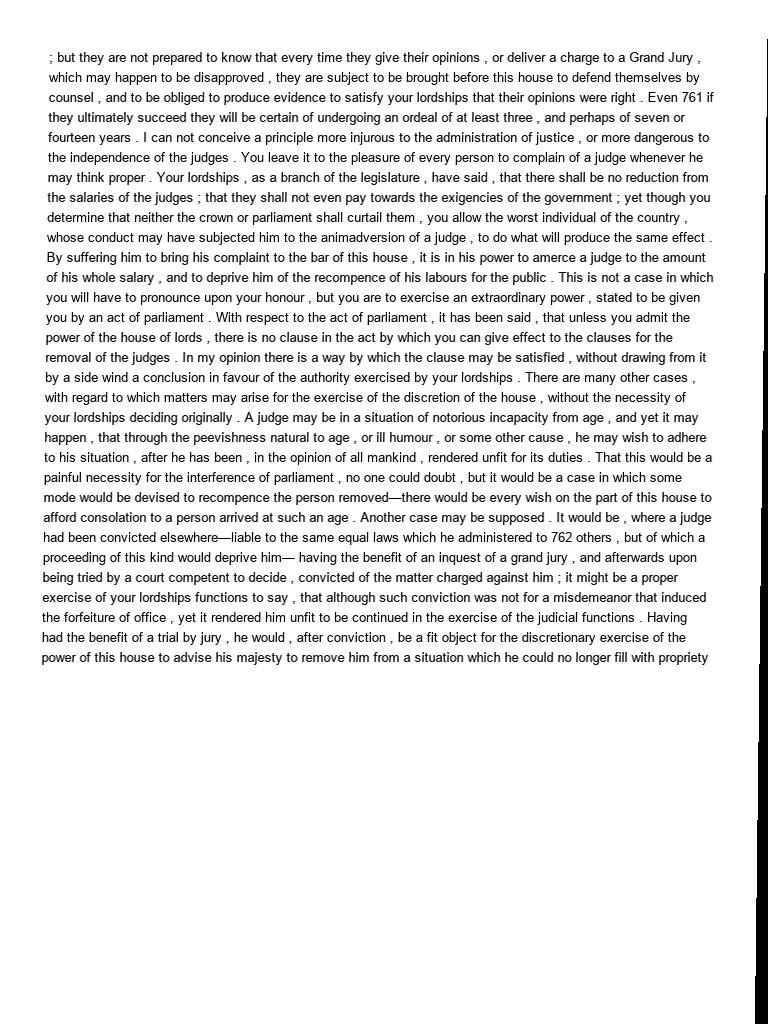 ; but they are not prepared to know that every time they give their opinions , or deliver a charge to a Grand Jury ,
which may happen to be disapproved , they are subject to be brought before this house to defend themselves by
counsel , and to be obliged to produce evidence to satisfy your lordships that their opinions were right . Even 761 if
they ultimately succeed they will be certain of undergoing an ordeal of at least three , and perhaps of seven or
fourteen years . I can not conceive a principle more injurous to the administration of justice , or more dangerous to
the independence of the judges . You leave it to the pleasure of every person to complain of a judge whenever he
may think proper . Your lordships , as a branch of the legislature , have said , that there shall be no reduction from
the salaries of the judges ; that they shall not even pay towards the exigencies of the government ; yet though you
determine that neither the crown or parliament shall curtail them , you allow the worst individual of the country ,
whose conduct may have subjected him to the animadversion of a judge , to do what will produce the same effect .
By suffering him to bring his complaint to the bar of this house , it is in his power to amerce a judge to the amount
of his whole salary , and to deprive him of the recompence of his labours for the public . This is not a case in which
you will have to pronounce upon your honour , but you are to exercise an extraordinary power , stated to be given
you by an act of parliament . With respect to the act of parliament , it has been said , that unless you admit the
power of the house of lords , there is no clause in the act by which you can give effect to the clauses for the
removal of the judges . In my opinion there is a way by which the clause may be satisfied , without drawing from it
by a side wind a conclusion in favour of the authority exercised by your lordships . There are many other cases ,
with regard to which matters may arise for the exercise of the discretion of the house , without the necessity of
your lordships deciding originally . A judge may be in a situation of notorious incapacity from age , and yet it may
happen , that through the peevishness natural to age , or ill humour , or some other cause , he may wish to adhere
to his situation , after he has been , in the opinion of all mankind , rendered unfit for its duties . That this would be a
painful necessity for the interference of parliament , no one could doubt , but it would be a case in which some
mode would be devised to recompence the person removed—there would be every wish on the part of this house to
afford consolation to a person arrived at such an age . Another case may be supposed . It would be , where a judge
had been convicted elsewhere—liable to the same equal laws which he administered to 762 others , but of which a
proceeding of this kind would deprive him— having the benefit of an inquest of a grand jury , and afterwards upon
being tried by a court competent to decide , convicted of the matter charged against him ; it might be a proper
exercise of your lordships functions to say , that although such conviction was not for a misdemeanor that induced
the forfeiture of office , yet it rendered him unfit to be continued in the exercise of the judicial functions . Having
had the benefit of a trial by jury , he would , after conviction , be a fit object for the discretionary exercise of the
power of this house to advise his majesty to remove him from a situation which he could no longer fill with propriety